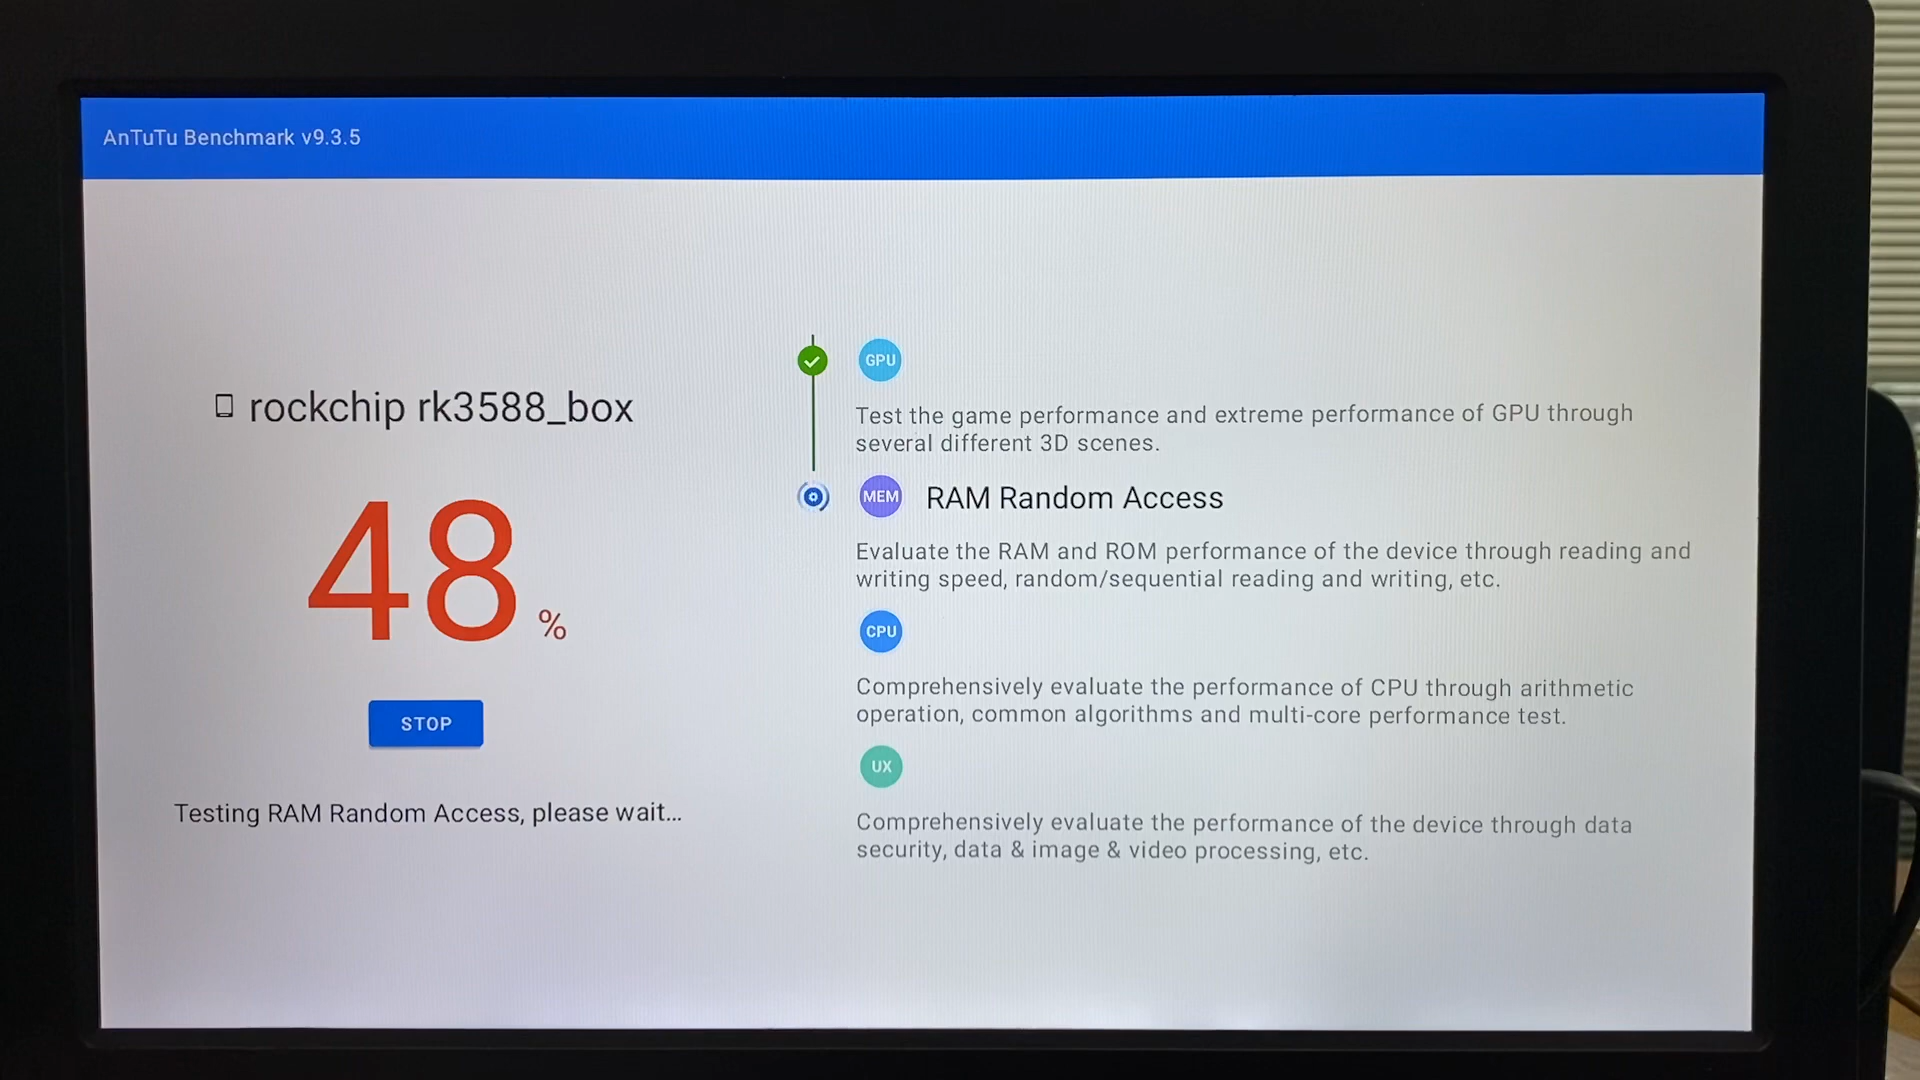 AnTuTu Benchmark v9.3.5
rockchip rk3588_box
48 %
STOP
Testing RAM Random Access, please wait...
GPU
Test the game performance and extreme performance of GPU through
several different 3D scenes.
MEM RAM Random Access
Evaluate the RAM and ROM performance of the device through reading and
writing speed, random/sequential reading and writing, etc.
CPU
Comprehensively evaluate the performance of CPU through arithmetic
operation, common algorithms and multi-core performance test.
UX
Comprehensively evaluate the performance of the device through data
security, data & image & video processing, etc.